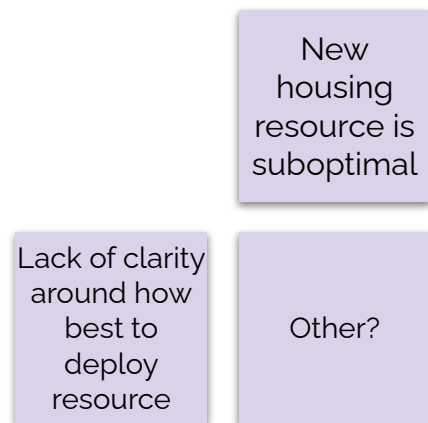 New
housing
resource is
suboptimal
Lack of clarity
around how
best to
deploy
resource
Other?